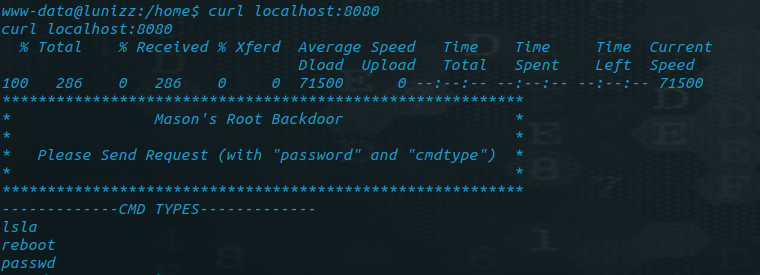 www-data@lunizz:/home$ curl localhost:8080
curl localhost:8080
  % Total    % Received % Xferd  Average Speed   Time    Time     Time  Current
                                 Dload  Upload   Total   Spent    Left  Speed
100   286    0   286    0     0  71500      0 --:--:-- --:--:-- --:--:-- 71500
**********************************************************
*                Mason's Root Backdoor                   *
*                                                        *
*   Please Send Request (with "password" and "cmdtype")  *
*                                                        *
**********************************************************
-------------CMD TYPES-------------
lsla
reboot
passwd